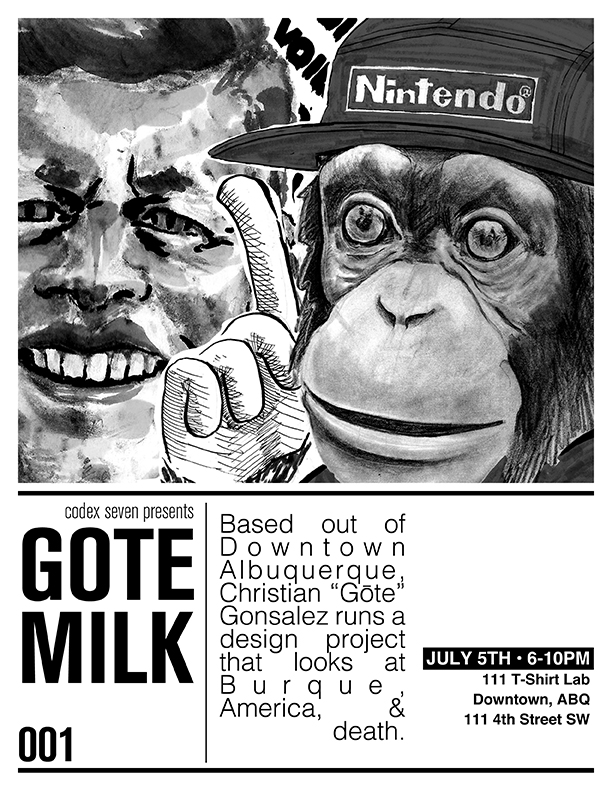 Nintendo®
codex seven presents
GOTE
MILK
001
Based out of
Downtown
Albuquerque,
Christian “Gōte”
Gonsalez runs a
design project
that looks at
Burque,
America, &
death.
JULY 5TH • 6-10PM
111 T-Shirt Lab
Downtown, ABQ
111 4th Street SW